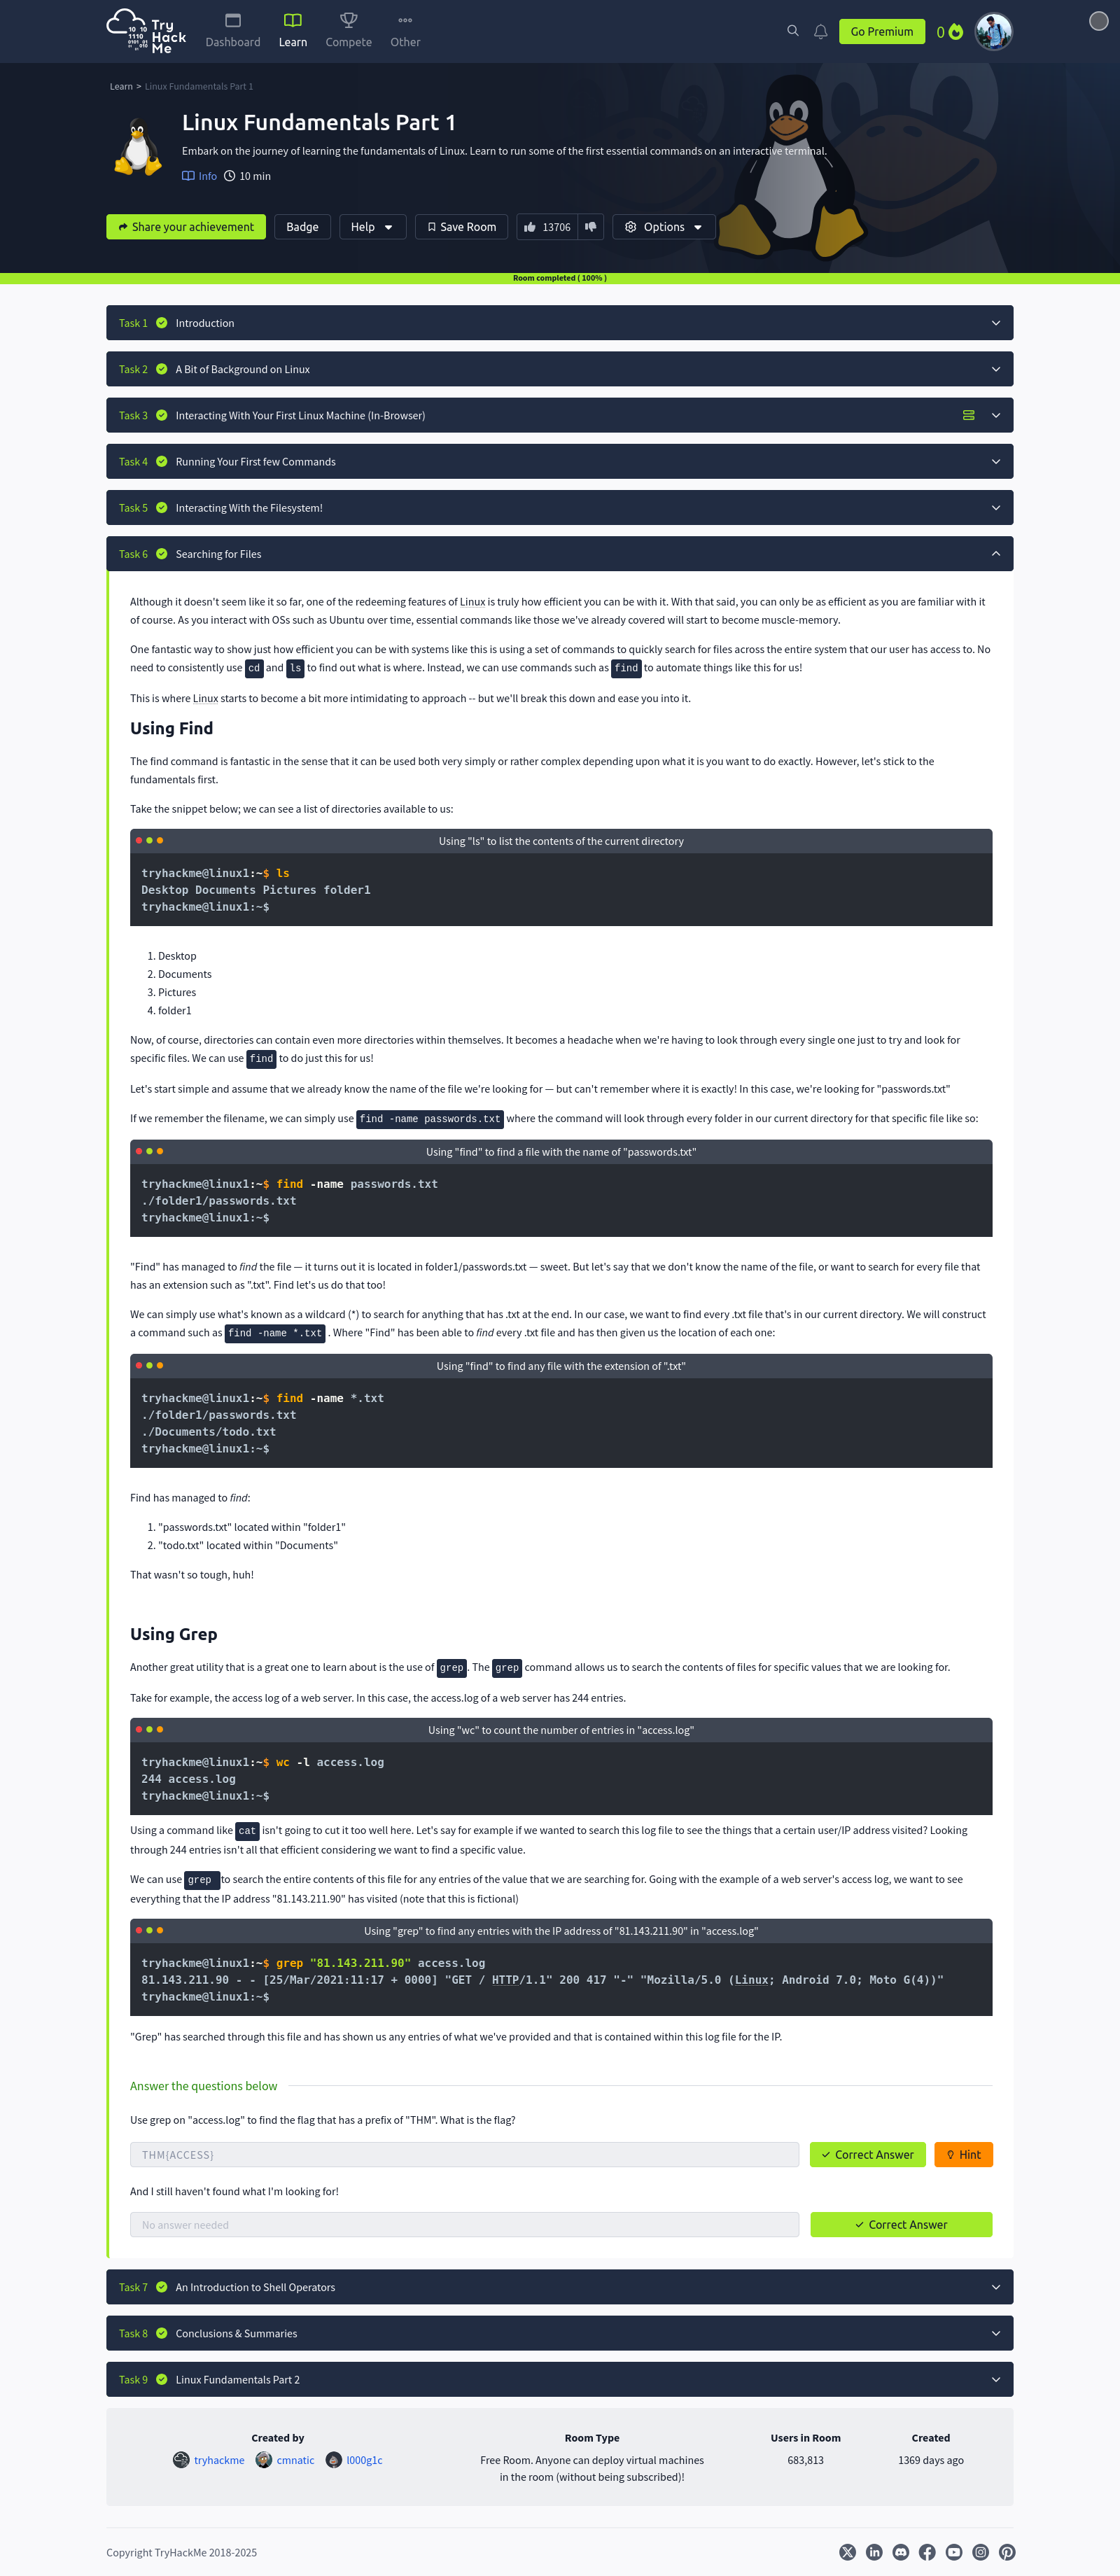 Try
Hack
Me
Dashboard
Learn
Compete
Other
Go Premium
0
Learn > Linux Fundamentals Part 1
Linux Fundamentals Part 1
Embark on the journey of learning the fundamentals of Linux. Learn to run some of the first essential commands on an interactive terminal.
Info 10 min
Share your achievement Badge Help Save Room 13706 Options
Room completed ( 100% )
Task 1 Introduction
Task 2 A Bit of Background on Linux
Task 3 Interacting With Your First Linux Machine (In-Browser)
Task 4 Running Your First few Commands
Task 5 Interacting With the Filesystem!
Task 6 Searching for Files
Although it doesn't seem like it so far, one of the redeeming features of Linux is truly how efficient you can be with it. With that said, you can only be as efficient as you are familiar with it
of course. As you interact with OSs such as Ubuntu over time, essential commands like those we've already covered will start to become muscle-memory.
One fantastic way to show just how efficient you can be with systems like this is using a set of commands to quickly search for files across the entire system that our user has access to. No
need to consistently use cd and ls to find out what is where. Instead, we can use commands such as find to automate things like this for us!
This is where Linux starts to become a bit more intimidating to approach -- but we'll break this down and ease you into it.
Using Find
The find command is fantastic in the sense that it can be used both very simply or rather complex depending upon what it is you want to do exactly. However, let's stick to the
fundamentals first.
Take the snippet below; we can see a list of directories available to us:
Using "ls" to list the contents of the current directory
tryhackme@linux1:~$ ls
Desktop Documents Pictures folder1
tryhackme@linux1:~$
1. Desktop
2. Documents
3. Pictures
4. folder1
Now, of course, directories can contain even more directories within themselves. It becomes a headache when we're having to look through every single one just to try and look for
specific files. We can use find to do just this for us!
Let's start simple and assume that we already know the name of the file we're looking for — but can't remember where it is exactly! In this case, we're looking for "passwords.txt"
If we remember the filename, we can simply use find -name passwords.txt where the command will look through every folder in our current directory for that specific file like so:
Using "find" to find a file with the name of "passwords.txt"
tryhackme@linux1:~$ find -name passwords.txt
./folder1/passwords.txt
tryhackme@linux1:~$
"Find" has managed to find the file — it turns out it is located in folder1/passwords.txt — sweet. But let's say that we don't know the name of the file, or want to search for every file that
has an extension such as ".txt". Find let's us do that too!
We can simply use what's known as a wildcard (*) to search for anything that has .txt at the end. In our case, we want to find every .txt file that's in our current directory. We will construct
a command such as find -name *.txt . Where "Find" has been able to find every .txt file and has then given us the location of each one:
Using "find" to find any file with the extension of ".txt"
tryhackme@linux1:~$ find -name *.txt
./folder1/passwords.txt
./Documents/todo.txt
tryhackme@linux1:~$
Find has managed to find:
1. "passwords.txt" located within "folder1"
2. "todo.txt" located within "Documents"
That wasn't so tough, huh!
Using Grep
Another great utility that is a great one to learn about is the use of grep. The grep command allows us to search the contents of files for specific values that we are looking for.
Take for example, the access log of a web server. In this case, the access.log of a web server has 244 entries.
Using "wc" to count the number of entries in "access.log"
tryhackme@linux1:~$ wc -l access.log
244 access.log
tryhackme@linux1:~$
Using a command like cat isn't going to cut it too well here. Let's say for example if we wanted to search this log file to see the things that a certain user/IP address visited? Looking
through 244 entries isn't all that efficient considering we want to find a specific value.
We can use grep to search the entire contents of this file for any entries of the value that we are searching for. Going with the example of a web server's access log, we want to see
everything that the IP address "81.143.211.90" has visited (note that this is fictional)
Using "grep" to find any entries with the IP address of "81.143.211.90" in "access.log"
tryhackme@linux1:~$ grep "81.143.211.90" access.log
81.143.211.90 - - [25/Mar/2021:11:17 + 0000] "GET / HTTP/1.1" 200 417 "-" "Mozilla/5.0 (Linux; Android 7.0; Moto G(4))"
tryhackme@linux1:~$
"Grep" has searched through this file and has shown us any entries of what we've provided and that is contained within this log file for the IP.
Answer the questions below
Use grep on "access.log" to find the flag that has a prefix of "THM". What is the flag?
THM{ACCESS}
Correct Answer
Hint
And I still haven't found what I'm looking for!
No answer needed
Correct Answer
Task 7 An Introduction to Shell Operators
Task 8 Conclusions & Summaries
Task 9 Linux Fundamentals Part 2
Created by
tryhackme cmnatic l000g1c
Room Type
Free Room. Anyone can deploy virtual machines
in the room (without being subscribed)!
Users in Room
683,813
Created
1369 days ago
Copyright TryHackMe 2018-2025